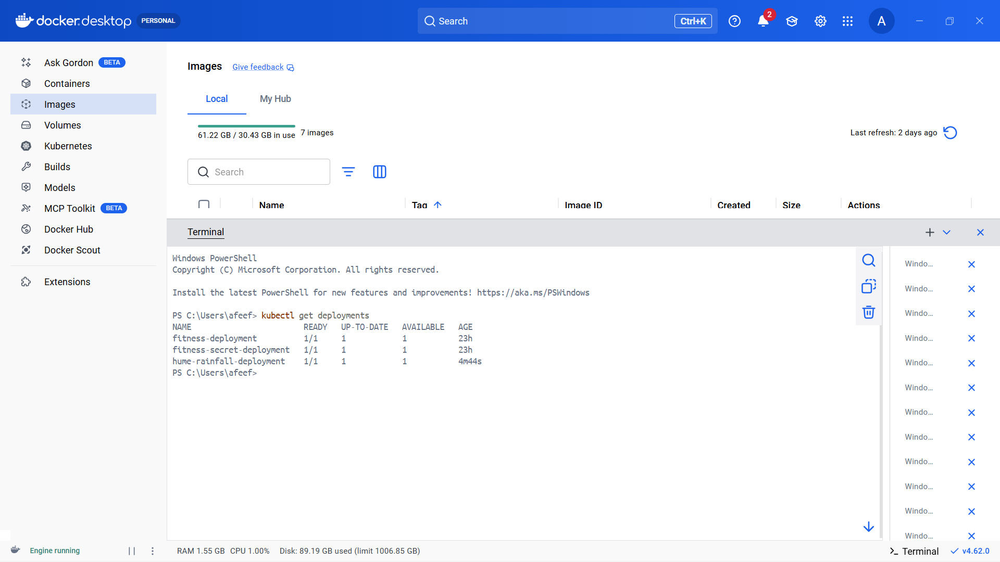 docker.desktop PERSONAL
Search Ctrl+K
2
A
Ask Gordon BETA
Containers
Images
Volumes
Kubernetes
Builds
Models
MCP Toolkit BETA
Docker Hub
Docker Scout
Extensions
Images Give feedback
Local My Hub
61.22 GB / 30.43 GB in use 7 images
Last refresh: 2 days ago
Search
Name Tag Image ID Created Size Actions
Terminal
Windows PowerShell
Copyright (C) Microsoft Corporation. All rights reserved.
Install the latest PowerShell for new features and improvements! https://aka.ms/PSWindows
PS C:\Users\afeef> kubectl get deployments
NAME READY UP-TO-DATE AVAILABLE AGE
fitness-deployment 1/1 1 1 23h
fitness-secret-deployment 1/1 1 1 23h
hume-rainfall-deployment 1/1 1 1 4m44s
PS C:\Users\afeef>
Windo...
Windo...
Windo...
Windo...
Windo...
Windo...
Windo...
Windo...
Windo...
Windo...
Windo...
Windo...
Engine running
RAM 1.55 GB CPU 1.00% Disk: 89.19 GB used (limit 1006.85 GB)
>_ Terminal v4.62.0